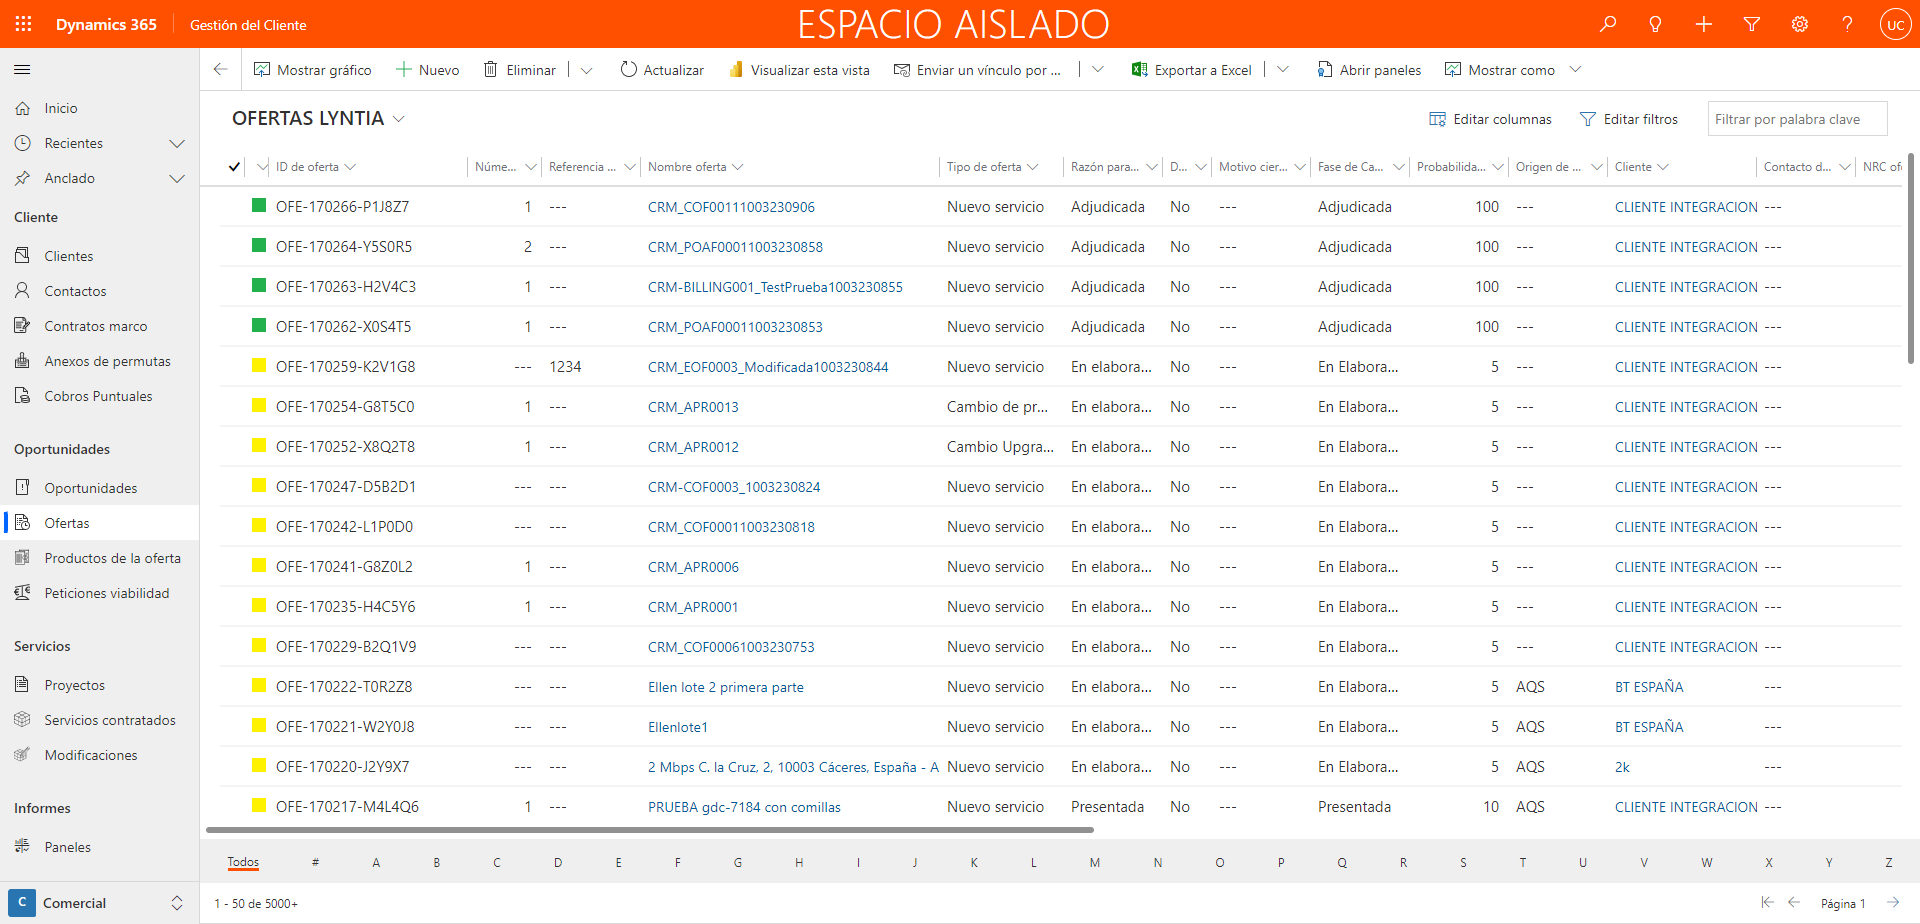 Dynamics 365 Gestión del Cliente ESPACIO AISLADO ? UC
Mostrar gráfico Nuevo Eliminar Actualizar Visualizar esta vista Enviar un vínculo por ... Exportar a Excel Abrir paneles Mostrar como
Inicio
Recientes
Anclado
Cliente
Clientes
Contactos
Contratos marco
Anexos de permutas
Cobros Puntuales
Oportunidades
Oportunidades
Ofertas
Productos de la oferta
Peticiones viabilidad
Servicios
Proyectos
Servicios contratados
Modificaciones
Informes
Paneles
C Comercial
OFERTAS LYNTIA Editar columnas Editar filtros Filtrar por palabra clave
ID de oferta Núme... Referencia ... Nombre oferta Tipo de oferta Razón para... D... Motivo cier... Fase de Ca... Probabilida... Origen de ... Cliente Contacto d... NRC ofe
OFE-170266-P1J8Z7 1 --- CRM_COF00111003230906 Nuevo servicio Adjudicada No --- Adjudicada 100 --- CLIENTE INTEGRACION ---
OFE-170264-Y5S0R5 2 --- CRM_POAF00011003230858 Nuevo servicio Adjudicada No --- Adjudicada 100 --- CLIENTE INTEGRACION ---
OFE-170263-H2V4C3 1 --- CRM-BILLING001_TestPrueba1003230855 Nuevo servicio Adjudicada No --- Adjudicada 100 --- CLIENTE INTEGRACION ---
OFE-170262-X0S4T5 1 --- CRM_POAF00011003230853 Nuevo servicio Adjudicada No --- Adjudicada 100 --- CLIENTE INTEGRACION ---
OFE-170259-K2V1G8 --- 1234 CRM_EOF0003_Modificada1003230844 Nuevo servicio En elabora... No --- En Elabora... 5 --- CLIENTE INTEGRACION ---
OFE-170254-G8T5C0 1 --- CRM_APR0013 Cambio de pr... En elabora... No --- En Elabora... 5 --- CLIENTE INTEGRACION ---
OFE-170252-X8Q2T8 1 --- CRM_APR0012 Cambio Upgra... En elabora... No --- En Elabora... 5 --- CLIENTE INTEGRACION ---
OFE-170247-D5B2D1 --- --- CRM-COF0003_1003230824 Nuevo servicio En elabora... No --- En Elabora... 5 --- CLIENTE INTEGRACION ---
OFE-170242-L1P0D0 --- --- CRM_COF00011003230818 Nuevo servicio En elabora... No --- En Elabora... 5 --- CLIENTE INTEGRACION ---
OFE-170241-G8Z0L2 1 --- CRM_APR0006 Nuevo servicio En elabora... No --- En Elabora... 5 --- CLIENTE INTEGRACION ---
OFE-170235-H4C5Y6 1 --- CRM_APR0001 Nuevo servicio En elabora... No --- En Elabora... 5 --- CLIENTE INTEGRACION ---
OFE-170229-B2Q1V9 --- --- CRM_COF00061003230753 Nuevo servicio En elabora... No --- En Elabora... 5 --- CLIENTE INTEGRACION ---
OFE-170222-T0R2Z8 --- --- Ellen lote 2 primera parte Nuevo servicio En elabora... No --- En Elabora... 5 AQS BT ESPAÑA ---
OFE-170221-W2Y0J8 --- --- Ellenlote1 Nuevo servicio En elabora... No --- En Elabora... 5 AQS BT ESPAÑA ---
OFE-170220-J2Y9X7 --- --- 2 Mbps C. la Cruz, 2, 10003 Cáceres, España - A Nuevo servicio En elabora... No --- En Elabora... 5 AQS 2k ---
OFE-170217-M4L4Q6 1 --- PRUEBA gdc-7184 con comillas Nuevo servicio Presentada No --- Presentada 10 AQS CLIENTE INTEGRACION ---
Todos # A B C D E F G H I J K L M N O P Q R S T U V W X Y Z
1 - 50 de 5000+ Página 1